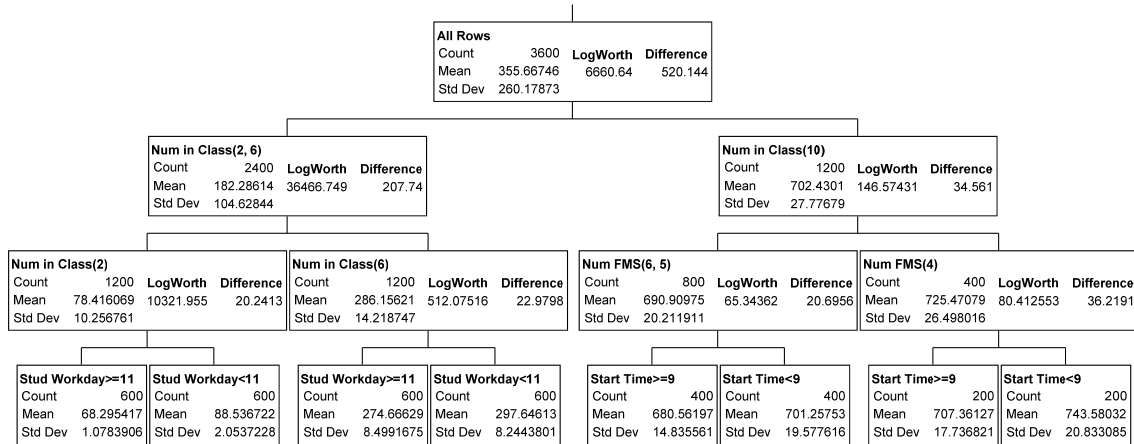 All Rows
Count 3600 LogWorth Difference
Mean 355.66746 6660.64 520.144
Std Dev 260.17873
Num in Class(2, 6)
Count 2400 LogWorth Difference
Mean 182.28614 36466.749 207.74
Std Dev 104.62844
Num in Class(10)
Count 1200 LogWorth Difference
Mean 702.4301 146.57431 34.561
Std Dev 27.77679
Num in Class(2)
Count 1200 LogWorth Difference
Mean 78.416069 10321.955 20.2413
Std Dev 10.256761
Num in Class(6)
Count 1200 LogWorth Difference
Mean 286.15621 512.07516 22.9798
Std Dev 14.218747
Num FMS(6, 5)
Count 800 LogWorth Difference
Mean 690.90975 65.34362 20.6956
Std Dev 20.211911
Num FMS(4)
Count 400 LogWorth Difference
Mean 725.47079 80.412553 36.2191
Std Dev 26.498016
Stud Workday>=11
Count 600
Mean 68.295417
Std Dev 1.0783906
Stud Workday<11
Count 600
Mean 88.536722
Std Dev 2.0537228
Stud Workday>=11
Count 600
Mean 274.66629
Std Dev 8.4991675
Stud Workday<11
Count 600
Mean 297.64613
Std Dev 8.2443801
Start Time>=9
Count 400
Mean 680.56197
Std Dev 14.835561
Start Time<9
Count 400
Mean 701.25753
Std Dev 19.577616
Start Time>=9
Count 200
Mean 707.36127
Std Dev 17.736821
Start Time<9
Count 200
Mean 743.58032
Std Dev 20.833085